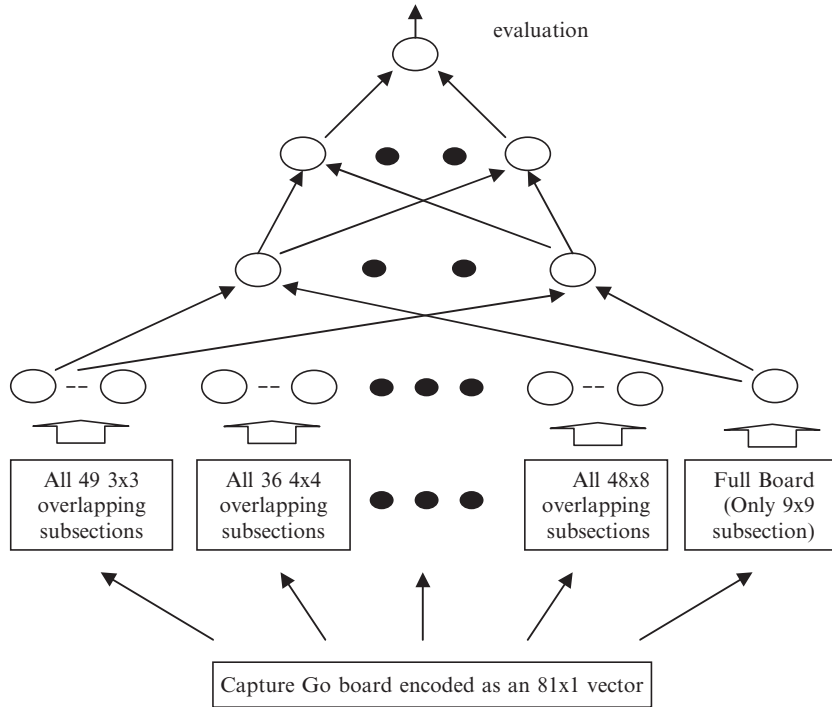 evaluation
All 49 3x3
overlapping
subsections
All 36 4x4
overlapping
subsections
All 48x8
overlapping
subsections
Full Board
(Only 9x9
subsection)
Capture Go board encoded as an 81x1 vector